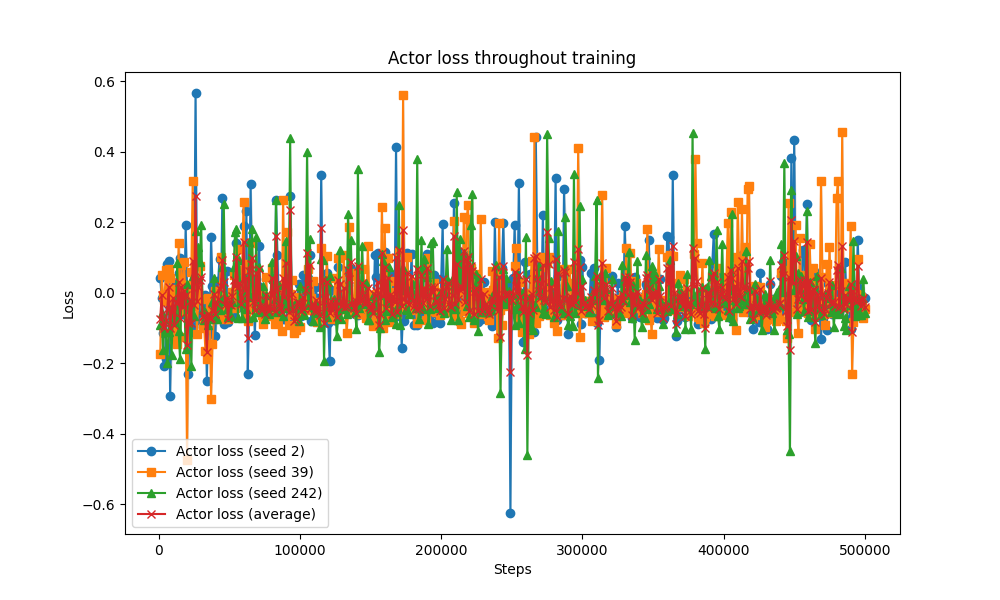 Actor loss throughout training
Loss
0.6
0.4
0.2
0.0
−0.2
−0.4
−0.6
Actor loss (seed 2)
Actor loss (seed 39)
Actor loss (seed 242)
Actor loss (average)
0 100000 200000 300000 400000 500000
Steps